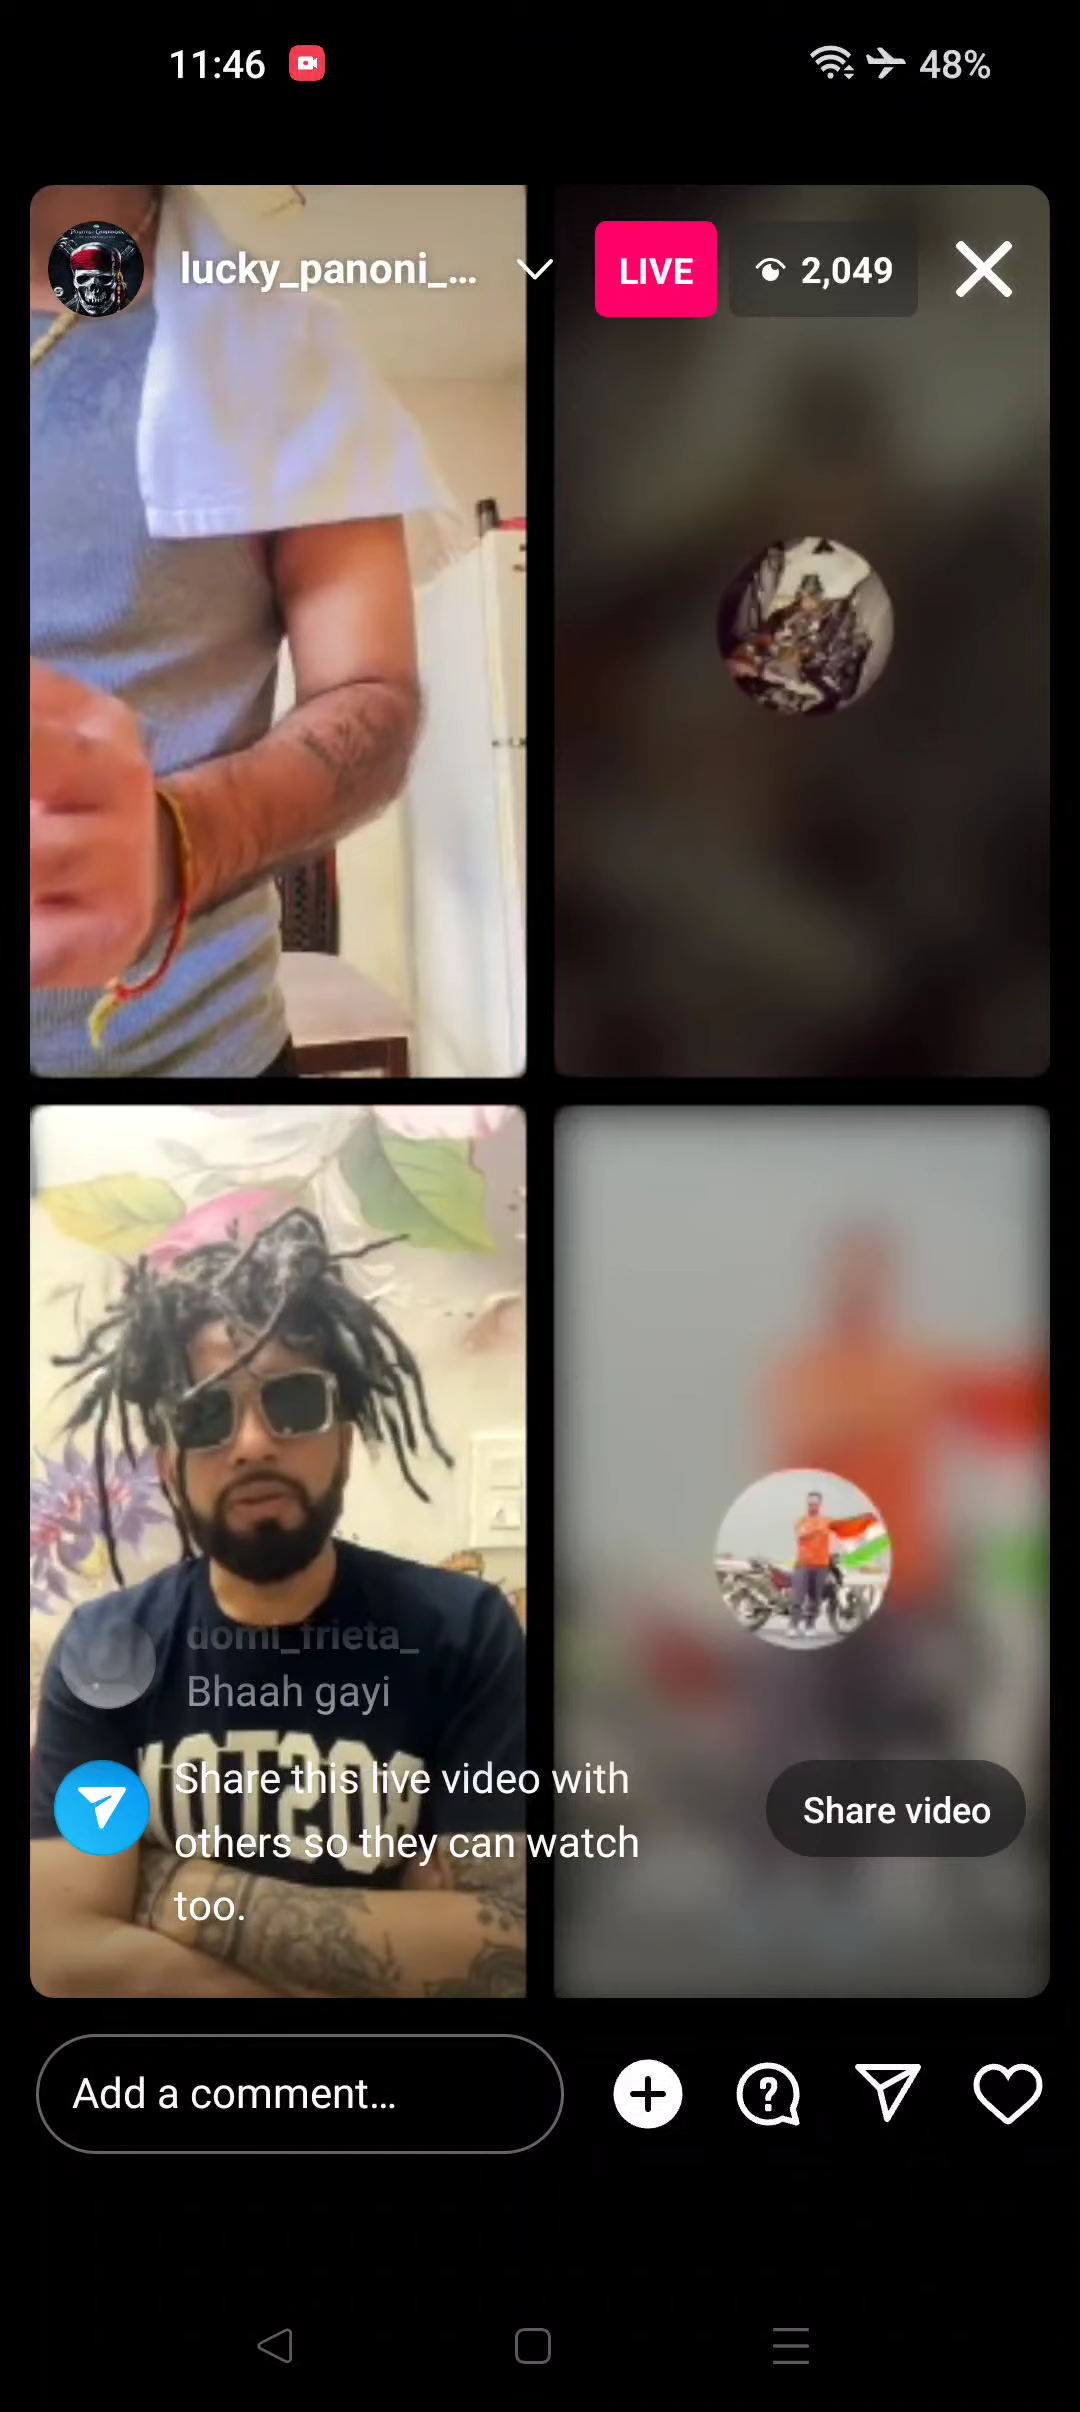 11:46
48%
lucky_panoni_...
LIVE
2,049
domi_frieta_
Bhaah gayi
Share this live video with
others so they can watch
too.
Share video
Add a comment...